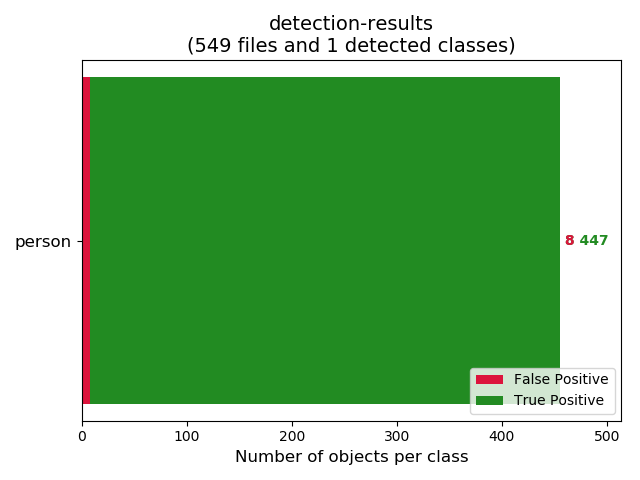 detection-results
(549 files and 1 detected classes)
person
8 447
False Positive
True Positive
0 100 200 300 400 500
Number of objects per class